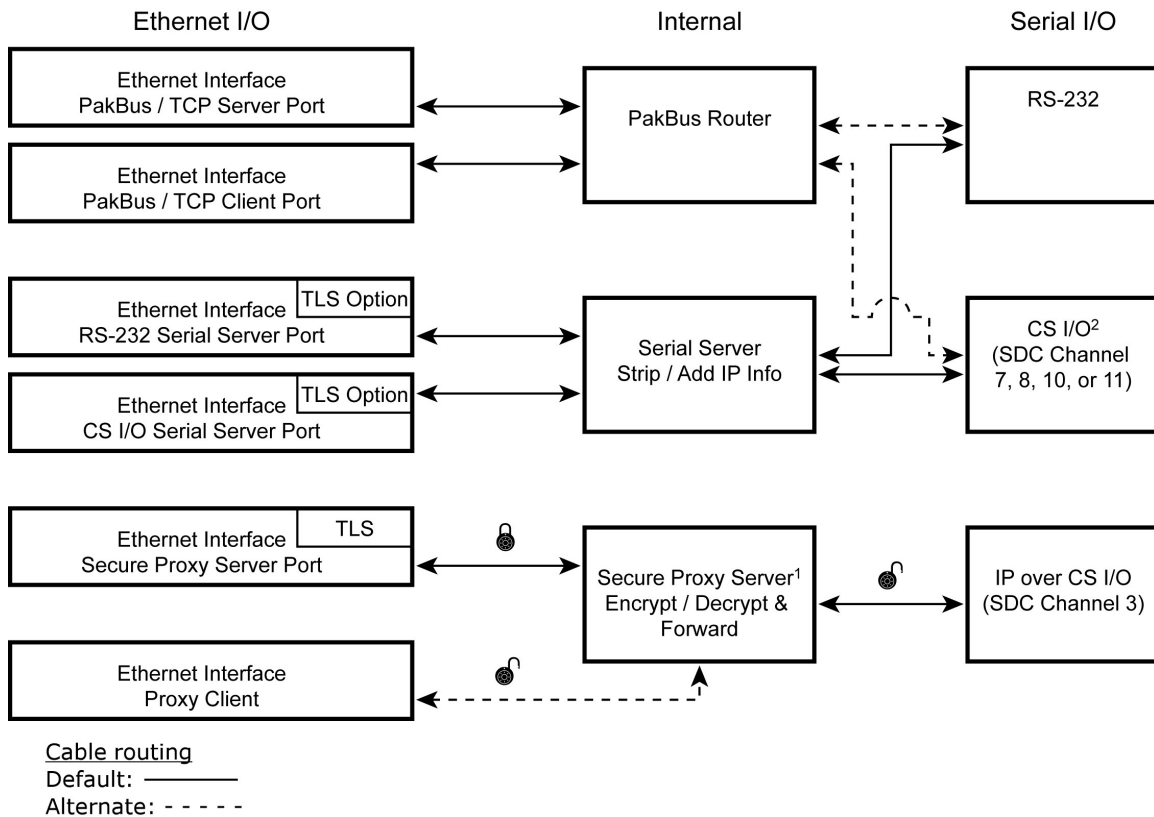 Ethernet I/O
Internal
Serial I/O
Ethernet Interface
PakBus / TCP Server Port
Ethernet Interface
PakBus / TCP Client Port
PakBus Router
RS-232
TLS Option
Ethernet Interface
RS-232 Serial Server Port
TLS Option
Ethernet Interface
CS I/O Serial Server Port
Serial Server
Strip / Add IP Info
CS I/O²
(SDC Channel
7, 8, 10, or 11)
TLS
Ethernet Interface
Secure Proxy Server Port
Secure Proxy Server¹
Encrypt / Decrypt &
Forward
IP over CS I/O
(SDC Channel 3)
Ethernet Interface
Proxy Client
Cable routing
Default:
Alternate: